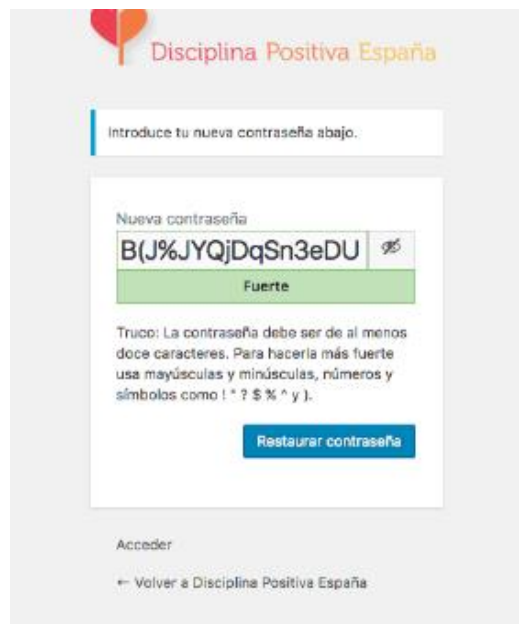 Disciplina Positiva España
Introduce tu nueva contraseña abajo.
Nueva contraseña
B(J%JYQjDqSn3eDU
Fuerte
Truco: La contraseña debe ser de al menos
doce caracteres. Para hacerla más fuerte
usa mayúsculas y minúsculas, números y
símbolos como ! " ? $ % ^ y ).
Restaurar contraseña
Acceder
← Volver a Disciplina Positiva España